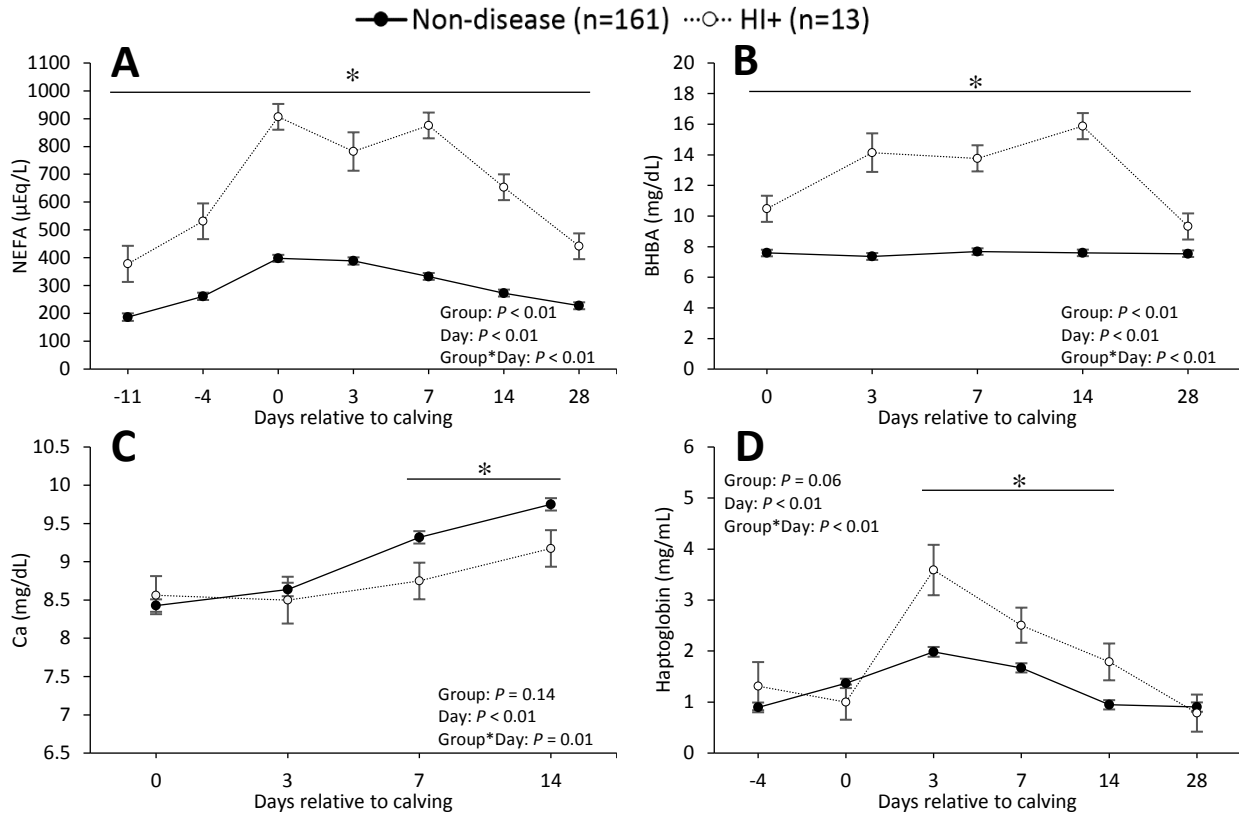 Non-disease (n=161) HI+ (n=13)
A
*
NEFA (µEq/L)
1100
1000
900
800
700
600
500
400
300
200
100
0
Group: P < 0.01
Day: P < 0.01
Group*Day: P < 0.01
-11 -4 0 3 7 14 28
Days relative to calving
B
*
BHBA (mg/dL)
20
18
16
14
12
10
8
6
4
2
0
Group: P < 0.01
Day: P < 0.01
Group*Day: P < 0.01
0 3 7 14 28
Days relative to calving
C
*
Ca (mg/dL)
10.5
10
9.5
9
8.5
8
7.5
7
6.5
Group: P = 0.14
Day: P < 0.01
Group*Day: P = 0.01
0 3 7 14
Days relative to calving
D
*
Group: P = 0.06
Day: P < 0.01
Group*Day: P < 0.01
Haptoglobin (mg/mL)
6
5
4
3
2
1
0
-4 0 3 7 14 28
Days relative to calving